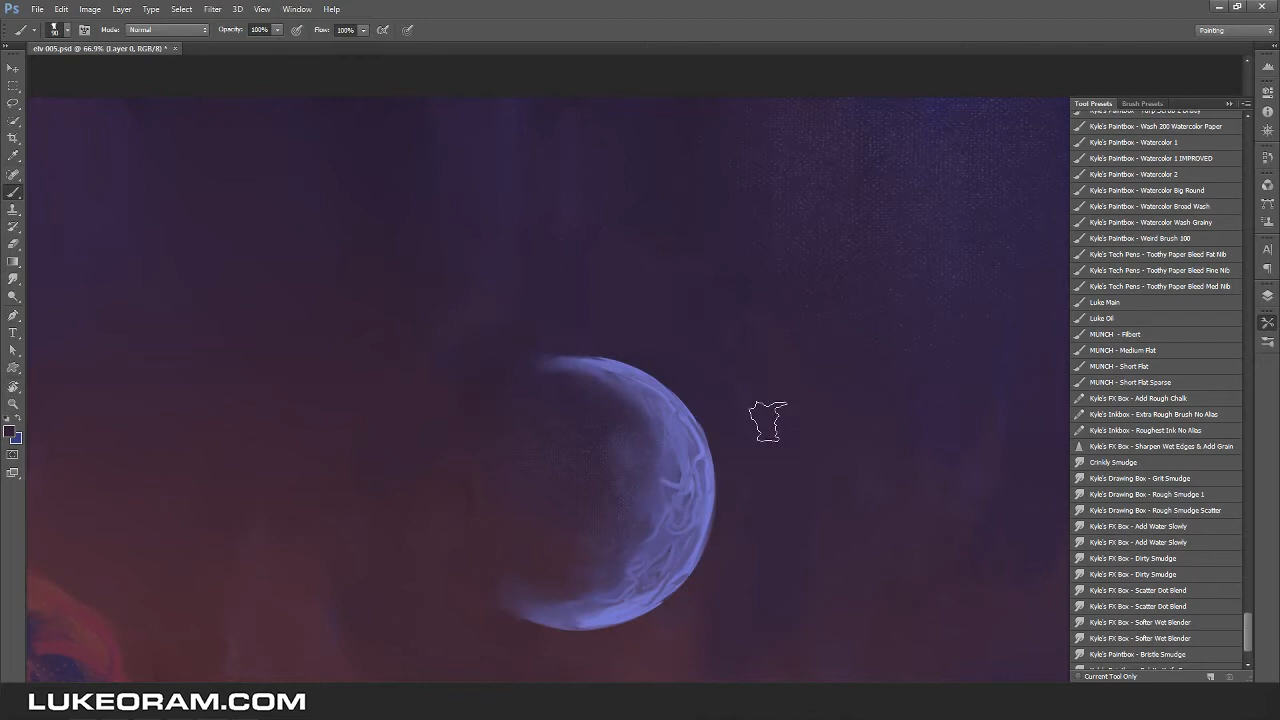 Ps File Edit Image Layer Type Select Filter 3D View Window Help
90 Mode: Normal Opacity: 100% Flow: 100% Painting
elv 005.psd @ 66.9% (Layer 0, RGB/8) * ×
Tool Presets Brush Presets
Kyle's Paintbox - Wash 200 Watercolor Paper
Kyle's Paintbox - Watercolor 1
Kyle's Paintbox - Watercolor 1 IMPROVED
Kyle's Paintbox - Watercolor 2
Kyle's Paintbox - Watercolor Big Round
Kyle's Paintbox - Watercolor Broad Wash
Kyle's Paintbox - Watercolor Wash Grainy
Kyle's Paintbox - Weird Brush 100
Kyle's Tech Pens - Toothy Paper Bleed Fat Nib
Kyle's Tech Pens - Toothy Paper Bleed Fine Nib
Kyle's Tech Pens - Toothy Paper Bleed Med Nib
Luke Main
Luke Oil
MUNCH - Filbert
MUNCH - Medium Flat
MUNCH - Short Flat
MUNCH - Short Flat Sparse
Kyle's FX Box - Add Rough Chalk
Kyle's Inkbox - Extra Rough Brush No Alias
Kyle's Inkbox - Roughest Ink No Alias
Kyle's FX Box - Sharpen Wet Edges & Add Grain
Crinkly Smudge
Kyle's Drawing Box - Grit Smudge
Kyle's Drawing Box - Rough Smudge 1
Kyle's Drawing Box - Rough Smudge Scatter
Kyle's FX Box - Add Water Slowly
Kyle's FX Box - Add Water Slowly
Kyle's FX Box - Dirty Smudge
Kyle's FX Box - Dirty Smudge
Kyle's FX Box - Scatter Dot Blend
Kyle's FX Box - Scatter Dot Blend
Kyle's FX Box - Softer Wet Blender
Kyle's FX Box - Softer Wet Blender
Kyle's Paintbox - Bristle Smudge
Current Tool Only
LUKEORAM.COM